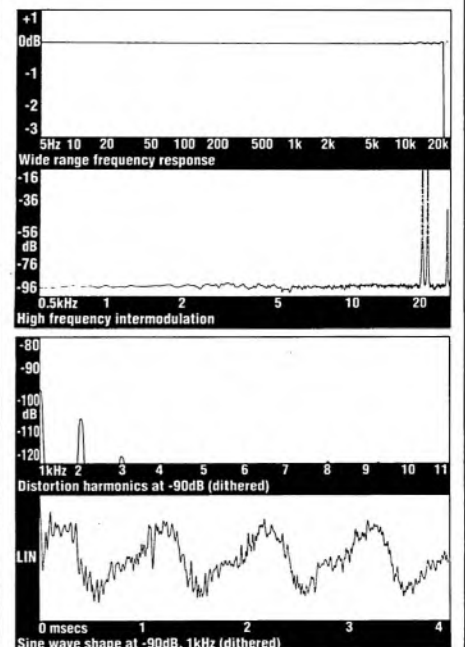 +1
0dB
-1
-2
-3
5Hz 10 20 50 100 200 500 1k 2k 5k 10k 20k
Wide range frequency response
-16
-36
-56
dB
-76
-96
0.5kHz 1 2 5 10 20
High frequency intermodulation
-80
-90
-100
dB
-110
-120
1kHz 2 3 4 5 6 7 8 9 10 11
Distortion harmonics at -90dB (dithered)
LIN
0 msecs 1 2 3 4
Sine wave shape at -90dB, 1kHz (dithered)